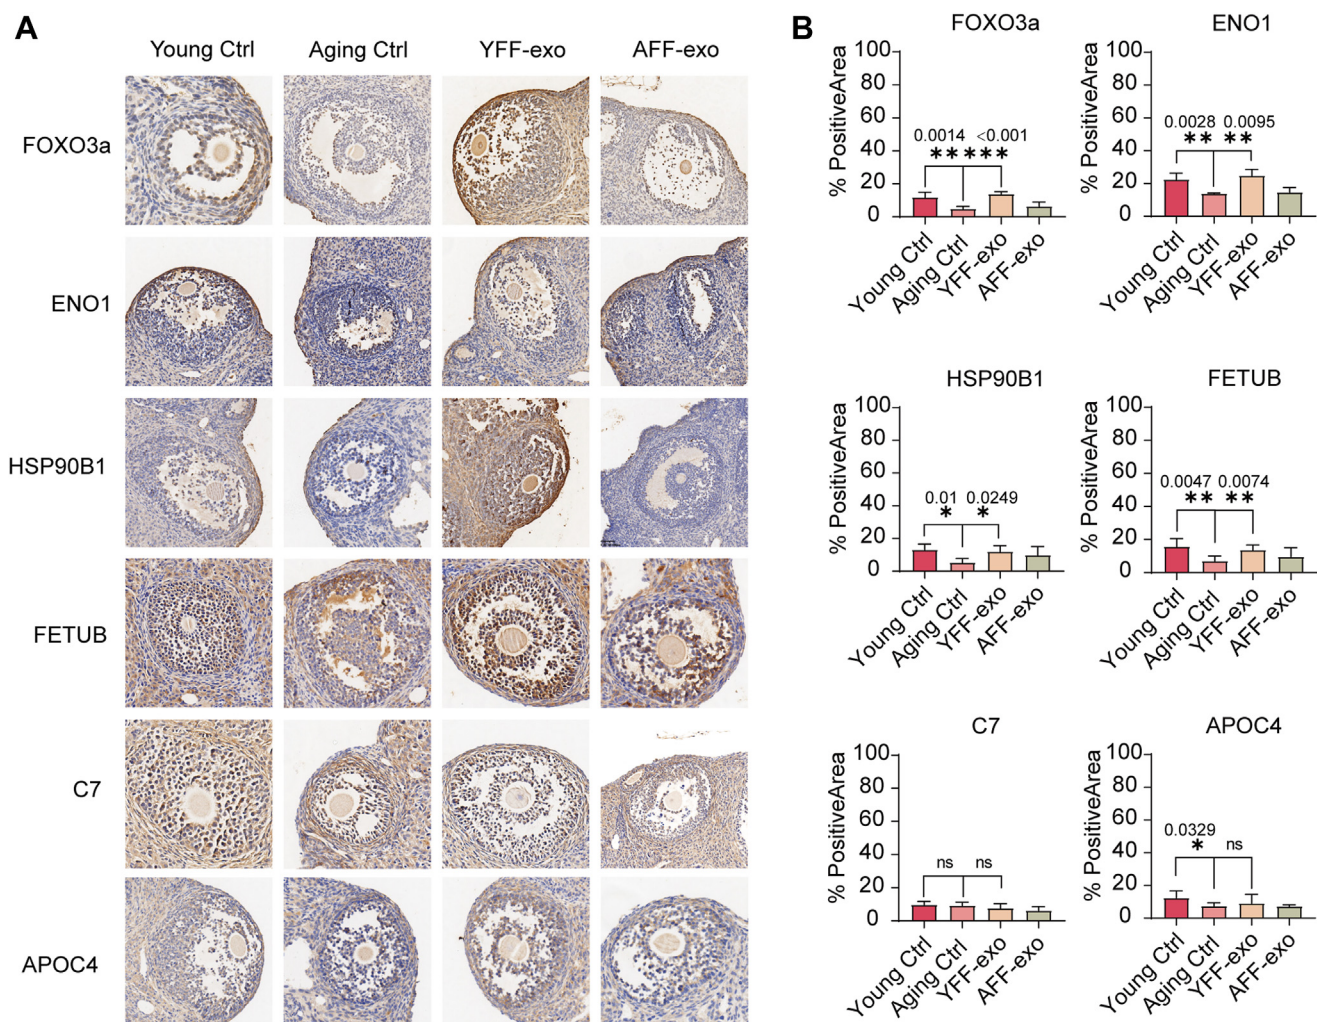 A
Young Ctrl
Aging Ctrl
YFF-exo
AFF-exo
FOXO3a
ENO1
HSP90B1
FETUB
C7
APOC4
B
FOXO3a
% PositiveArea
100
80
60
40
20
0
0.0014 <0.001
*****
Young Ctrl
Aging Ctrl
YFF-exo
AFF-exo
ENO1
% PositiveArea
100
80
60
40
20
0
0.0028 0.0095
** **
Young Ctrl
Aging Ctrl
YFF-exo
AFF-exo
HSP90B1
% PositiveArea
100
80
60
40
20
0
0.01 0.0249
* *
Young Ctrl
Aging Ctrl
YFF-exo
AFF-exo
FETUB
% PositiveArea
100
80
60
40
20
0
0.0047 0.0074
** **
Young Ctrl
Aging Ctrl
YFF-exo
AFF-exo
C7
% PositiveArea
100
80
60
40
20
0
ns ns
Young Ctrl
Aging Ctrl
YFF-exo
AFF-exo
APOC4
% PositiveArea
100
80
60
40
20
0
0.0329
* ns
Young Ctrl
Aging Ctrl
YFF-exo
AFF-exo